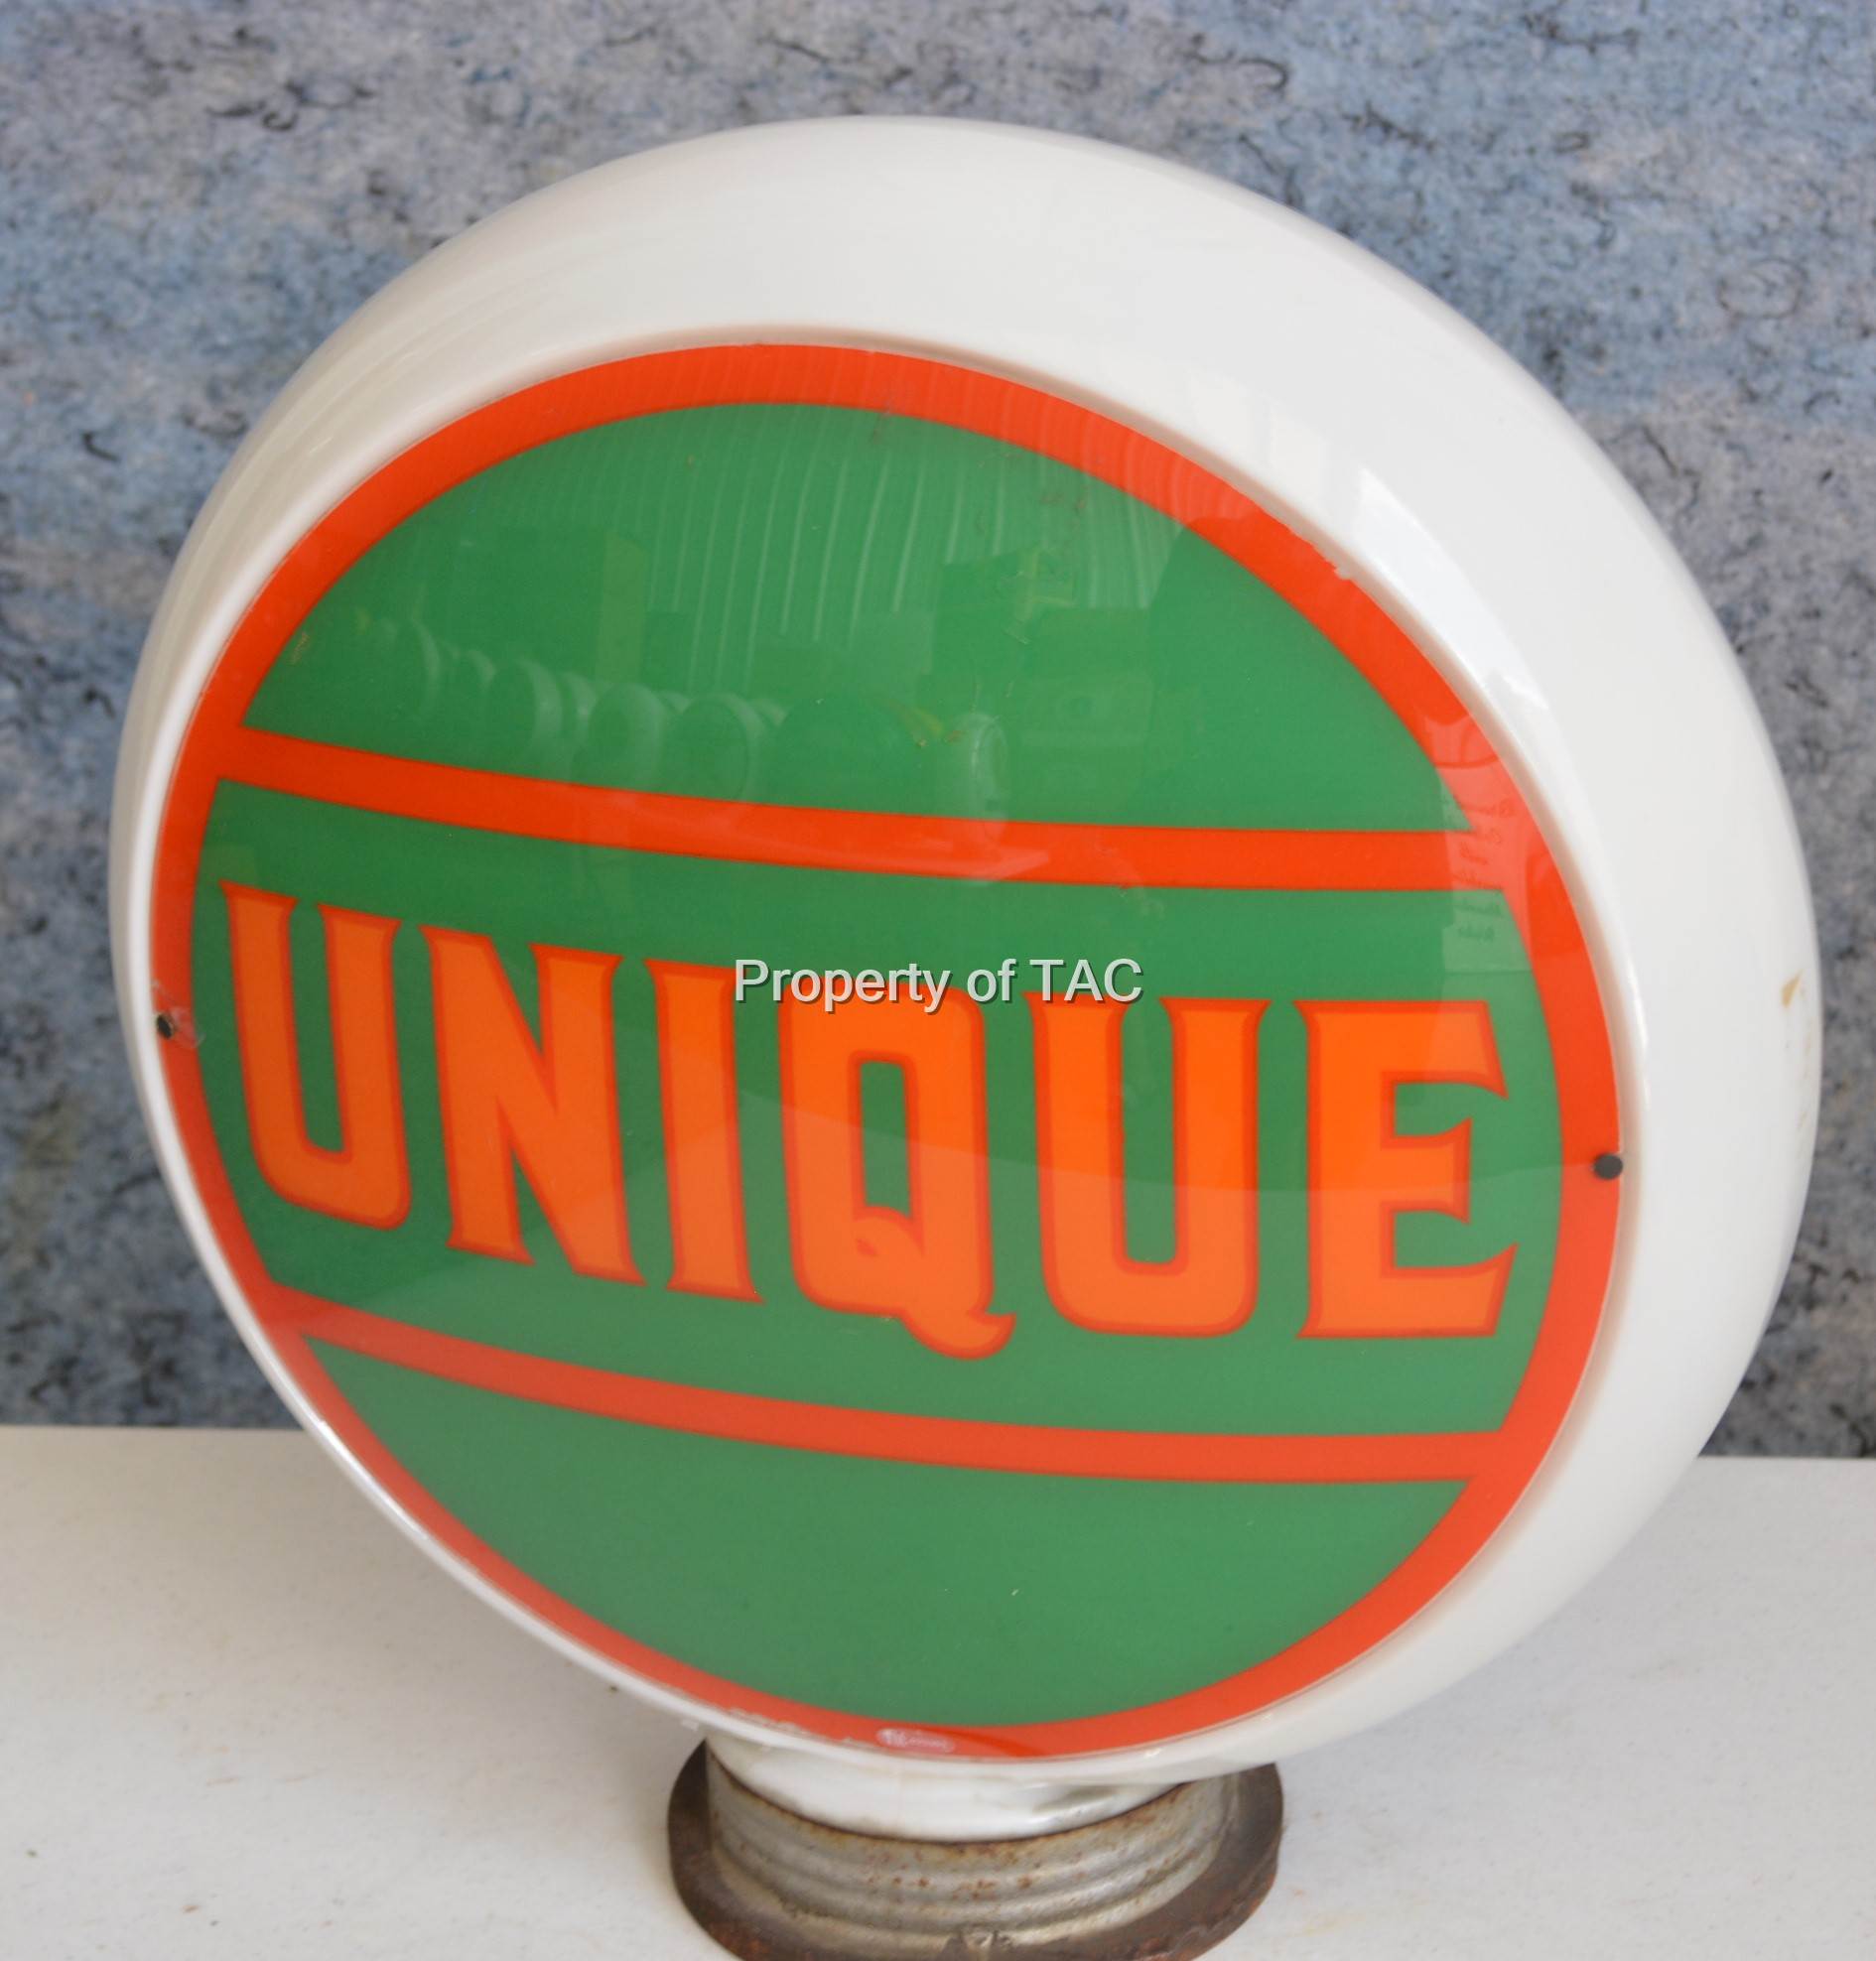 Property of TAC
UNIQUE